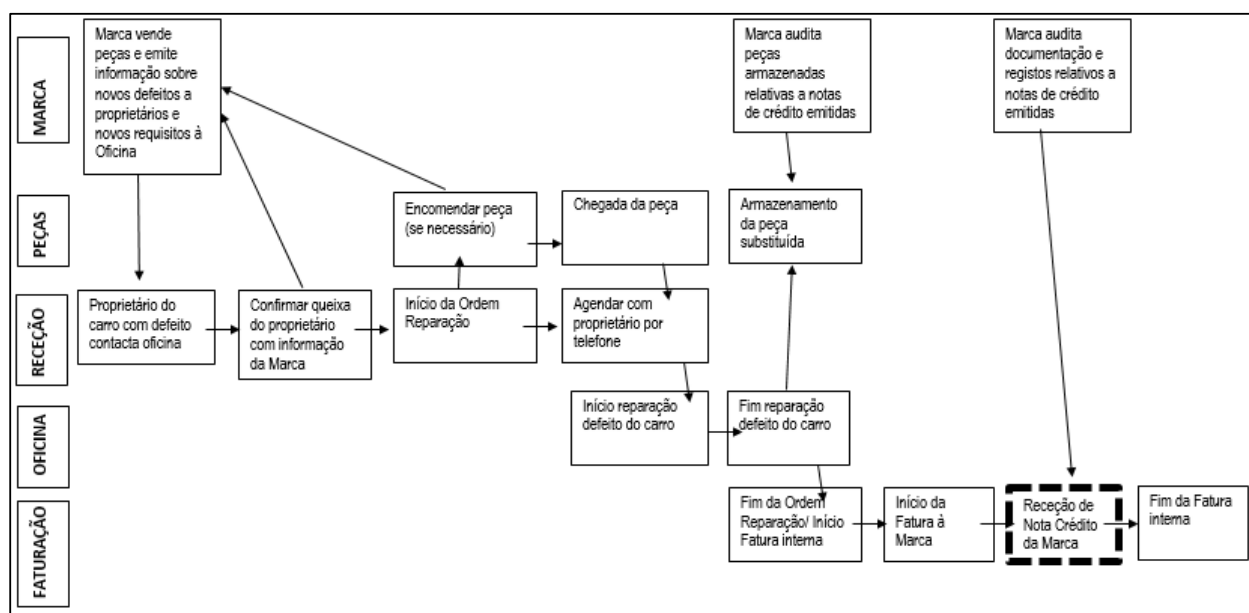 MARCA
Marca vende
peças e emite
informação sobre
novos defeitos a
proprietários e
novos requisitos à
Oficina
Marca audita
peças
armazenadas
relativas a notas
de crédito emitidas
Marca audita
documentação e
registos relativos a
notas de crédito
emitidas
PEÇAS
Encomendar peça
(se necessário)
Chegada da peça
Armazenamento
da peça
substituída
RECEÇÃO
Proprietário do
carro com defeito
contacta oficina
Confirmar queixa
do proprietário
com informação
da Marca
Início da Ordem
Reparação
Agendar com
proprietário por
telefone
OFICINA
Início reparação
defeito do carro
Fim reparação
defeito do carro
FATURAÇÃO
Fim da Ordem
Reparação/ Início
Fatura interna
Início da
Fatura à
Marca
Receção de
Nota Crédito
da Marca
Fim da Fatura
interna